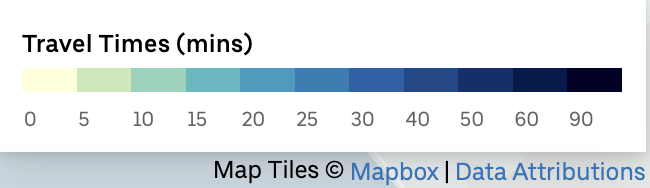 Travel Times (mins)
0 5 10 15 20 25 30 40 50 60 90
Map Tiles © Mapbox | Data Attributions